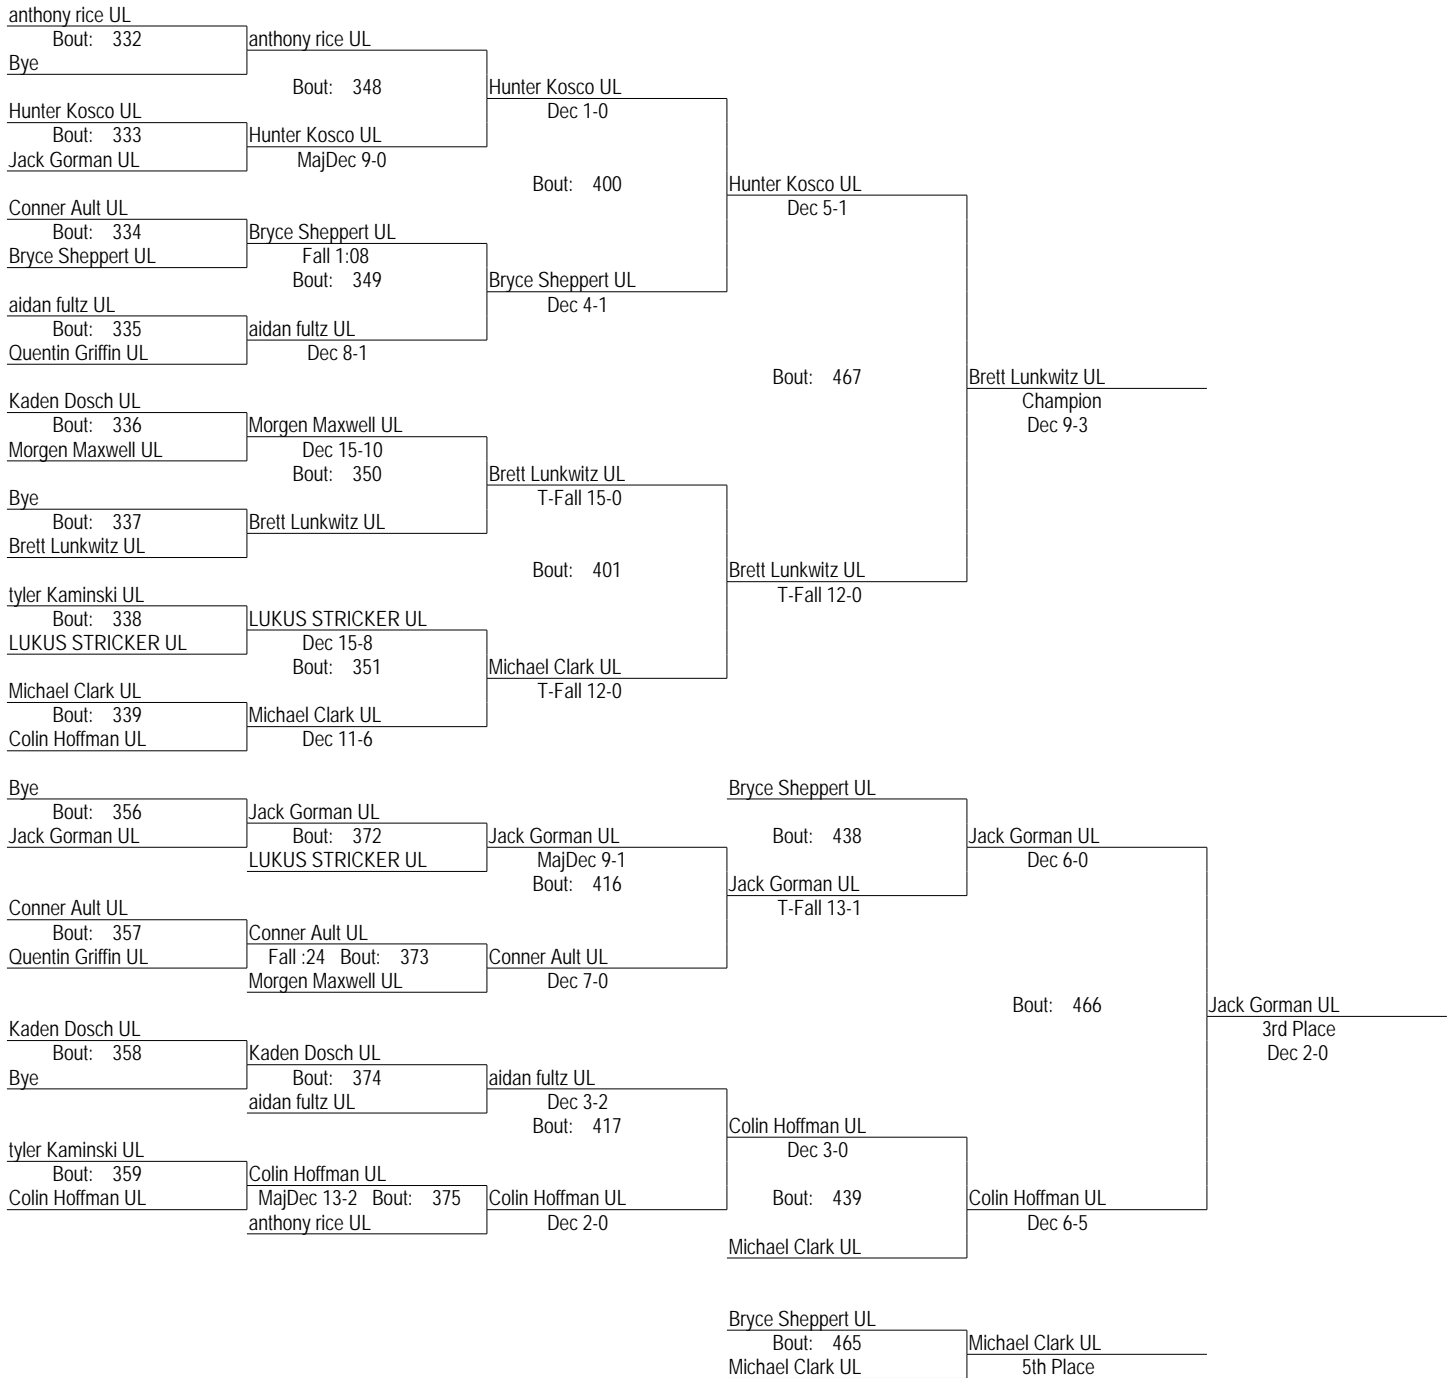 anthony rice UL
Bout: 332 anthony rice UL
Bye
Bout: 348 Hunter Kosco UL
Hunter Kosco UL Dec 1-0
Bout: 333 Hunter Kosco UL
Jack Gorman UL MajDec 9-0
Bout: 400 Hunter Kosco UL
Conner Ault UL Dec 5-1
Bout: 334 Bryce Sheppert UL
Bryce Sheppert UL Fall 1:08
Bout: 349 Bryce Sheppert UL
aidan fultz UL Dec 4-1
Bout: 335 aidan fultz UL
Quentin Griffin UL Dec 8-1
Bout: 467 Brett Lunkwitz UL
Kaden Dosch UL Champion
Bout: 336 Morgen Maxwell UL Dec 9-3
Morgen Maxwell UL Dec 15-10
Bout: 350 Brett Lunkwitz UL
Bye T-Fall 15-0
Bout: 337 Brett Lunkwitz UL
Brett Lunkwitz UL
Bout: 401 Brett Lunkwitz UL
tyler Kaminski UL T-Fall 12-0
Bout: 338 LUKUS STRICKER UL
LUKUS STRICKER UL Dec 15-8
Bout: 351 Michael Clark UL
Michael Clark UL T-Fall 12-0
Bout: 339 Michael Clark UL
Colin Hoffman UL Dec 11-6
Bye Bryce Sheppert UL
Bout: 356 Jack Gorman UL
Jack Gorman UL Bout: 372 Jack Gorman UL Bout: 438 Jack Gorman UL
LUKUS STRICKER UL MajDec 9-1 Dec 6-0
Bout: 416 Jack Gorman UL
Conner Ault UL T-Fall 13-1
Bout: 357 Conner Ault UL
Quentin Griffin UL Fall :24 Bout: 373 Conner Ault UL
Morgen Maxwell UL Dec 7-0
Bout: 466 Jack Gorman UL
Kaden Dosch UL 3rd Place
Bout: 358 Kaden Dosch UL Dec 2-0
Bye Bout: 374 aidan fultz UL
aidan fultz UL Dec 3-2
Bout: 417 Colin Hoffman UL
tyler Kaminski UL Dec 3-0
Bout: 359 Colin Hoffman UL
Colin Hoffman UL MajDec 13-2 Bout: 375 Colin Hoffman UL Bout: 439 Colin Hoffman UL
anthony rice UL Dec 2-0 Dec 6-5
Michael Clark UL
Bryce Sheppert UL
Bout: 465 Michael Clark UL
Michael Clark UL 5th Place